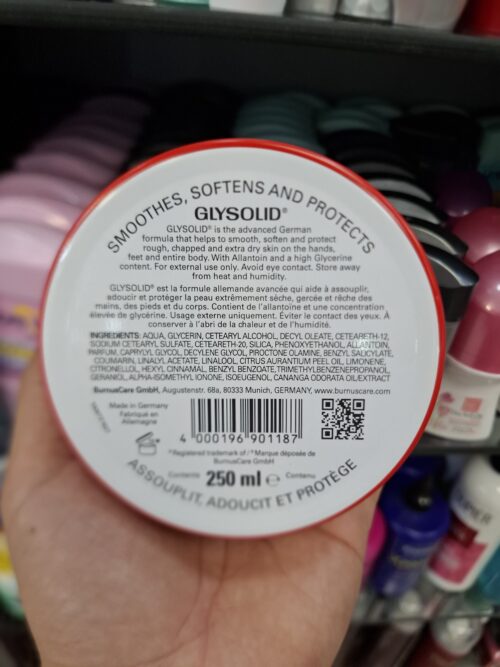 SMOOTHES, SOFTENS AND PROTECTS
GLYSOLID®
GLYSOLID® is the advanced German
formula that helps to smooth, soften and protect
rough, chapped and extra dry skin on the hands,
feet and entire body. With Allantoin and a high Glycerine
content. For external use only. Avoid eye contact. Store away
from heat and humidity.
GLYSOLID® est la formule allemande avancée qui aide à assouplir,
adoucir et protéger la peau extrêmement sèche, gercée et rêche des
mains, des pieds et du corps. Contient de l'allantoine et une concentration
élevée de glycérine. Usage externe uniquement. Éviter le contact des yeux. À
conserver à l'abri de la chaleur et de l'humidité.
INGREDIENTS: AQUA, GLYCERIN, CETEARYL ALCOHOL, DECYL OLEATE, CETEARETH-12,
SODIUM CETEARYL SULFATE, CETEARETH-20, SILICA, PHENOXYETHANOL, ALLANTOIN,
PARFUM, CAPRYLYL GLYCOL, DECYLENE GLYCOL, PIROCTONE OLAMINE, BENZYL SALICYLATE,
COUMARIN, LINALYL ACETATE, LINALOOL, CITRUS AURANTIUM PEEL OIL, LIMONENE,
CITRONELLOL, HEXYL CINNAMAL, BENZYL BENZOATE, TRIMETHYLBENZENEPROPANOL,
GERANIOL, ALPHA-ISOMETHYL IONONE, ISOEUGENOL, CANANGA ODORATA OIL/EXTRACT
BurnusCare GmbH, Augustenstr. 68a, 80333 Munich, GERMANY, www.burnuscare.com
Made in Germany
Fabriqué en
Allemagne
4 000196 901187
®Registered trademark of / ®Marque déposée de
BurnusCare GmbH
Contents 250 ml e Contenu
ASSOUPLIT, ADOUCIT ET PROTÈGE